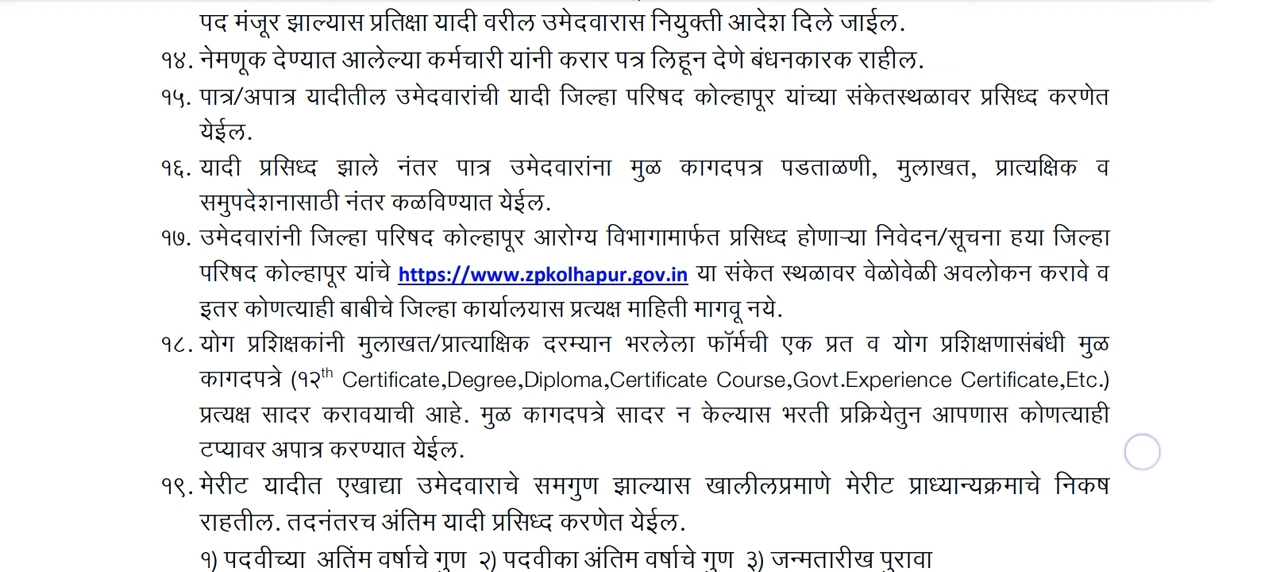 पद मंजूर झाल्यास प्रतिक्षा यादी वरील उमेदवारास नियुक्ती आदेश दिले जाईल.
१४. नेमणूक देण्यात आलेल्या कर्मचारी यांनी करार पत्र लिहून देणे बंधनकारक राहील.
१५. पात्र/अपात्र यादीतील उमेदवारांची यादी जिल्हा परिषद कोल्हापूर यांच्या संकेतस्थळावर प्रसिध्द करणेत
येईल.
१६. यादी प्रसिध्द झाले नंतर पात्र उमेदवारांना मुळ कागदपत्र पडताळणी, मुलाखत, प्रात्यक्षिक व
समुपदेशनासाठी नंतर कळविण्यात येईल.
१७. उमेदवारांनी जिल्हा परिषद कोल्हापूर आरोग्य विभागामार्फत प्रसिध्द होणाऱ्या निवेदन/सूचना हया जिल्हा
परिषद कोल्हापूर यांचे https://www.zpkolhapur.gov.in या संकेत स्थळावर वेळोवेळी अवलोकन करावे व
इतर कोणत्याही बाबीचे जिल्हा कार्यालयास प्रत्यक्ष माहिती मागवू नये.
१८. योग प्रशिक्षकांनी मुलाखत/प्रात्याक्षिक दरम्यान भरलेला फॉर्मची एक प्रत व योग प्रशिक्षणासंबंधी मुळ
कागदपत्रे (१२th Certificate,Degree,Diploma,Certificate Course,Govt.Experience Certificate,Etc.)
प्रत्यक्ष सादर करावयाची आहे. मुळ कागदपत्रे सादर न केल्यास भरती प्रक्रियेतुन आपणास कोणत्याही
टप्यावर अपात्र करण्यात येईल.
१९. मेरीट यादीत एखाद्या उमेदवाराचे समगुण झाल्यास खालीलप्रमाणे मेरीट प्राध्यान्यक्रमाचे निकष
राहतील. तदनंतरच अंतिम यादी प्रसिध्द करणेत येईल.
१) पदवीच्या अतिंम वर्षाचे गुण २) पदवीका अंतिम वर्षाचे गुण ३) जन्मतारीख पुरावा